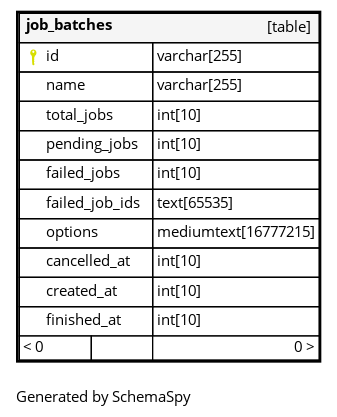 job_batches [table]
id varchar[255]
name varchar[255]
total_jobs int[10]
pending_jobs int[10]
failed_jobs int[10]
failed_job_ids text[65535]
options mediumtext[16777215]
cancelled_at int[10]
created_at int[10]
finished_at int[10]
< 0 0 >
Generated by SchemaSpy